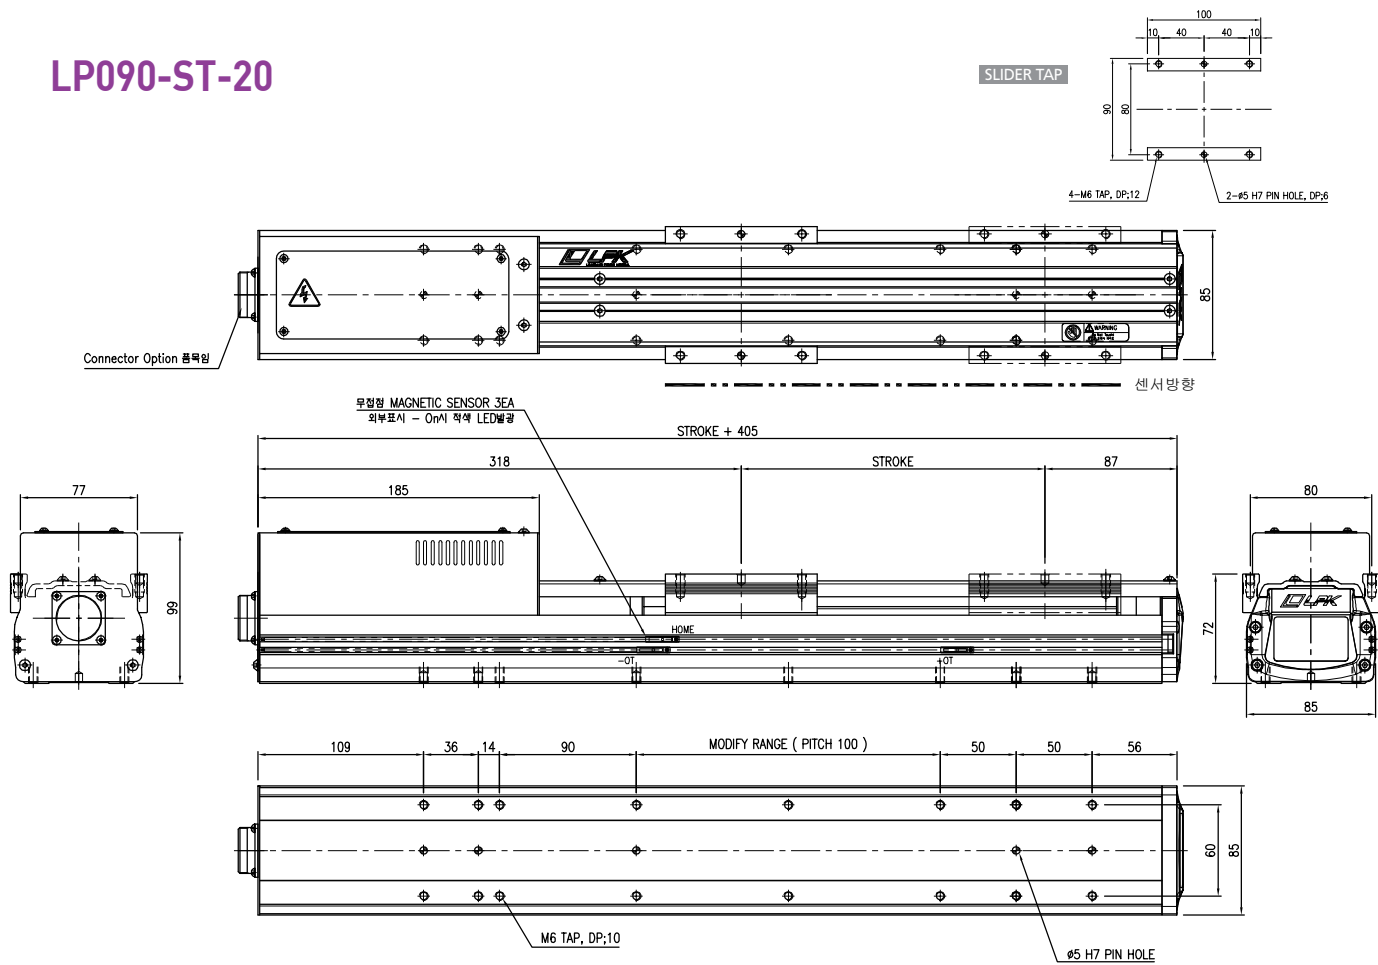 LP090-ST-20
SLIDER TAP
100
10 40 40 10
90
80
4-M6 TAP, DP;12
2-ø5 H7 PIN HOLE, DP;6
LPK
WARNING
85
Connector Option 품목임
센서방향
무접점 MAGNETIC SENSOR 3EA
외부표시 - On시 적색 LED발광
STROKE + 405
318 STROKE 87
185
77
99
HOME
-OT
+OT
80
LPK
72
85
109 36 14 90 MODIFY RANGE ( PITCH 100 ) 50 50 56
60
85
M6 TAP, DP;10
ø5 H7 PIN HOLE